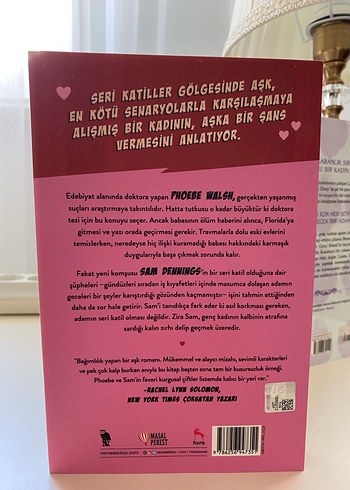 SERİ KATİLLER GÖLGESİNDE AŞK,
EN KÖTÜ SENARYOLARLA KARŞILAŞMAYA
ALIŞMIŞ BİR KADININ, AŞKA BİR ŞANS
VERMESİNİ ANLATIYOR.
Edebiyat alanında doktora yapan PHOEBE WALSH, gerçekten yaşanmış
suçları araştırmaya takıntılıdır. Hatta tutkusu o kadar büyüktür ki doktora
tezi için bu konuyu seçer. Ancak babasının ölüm haberini alınca, Florida'ya
gitmesi ve yazı orada geçirmesi gerekir. Travmalarla dolu eski evlerini
temizlerken, neredeyse hiç ilişki kuramadığı babası hakkındaki karmaşık
duygularıyla başa çıkmak zorunda kalır.
Fakat yeni komşusu SAM DENNINGS'in bir seri katil olduğuna dair
şüpheleri –gündüzleri sıradan iş kıyafetleri içinde masumca dolaşan adamın
geceleri bir şeyler karıştırdığı gözünden kaçmamıştır– işini tahmin ettiğinden
daha da zor hale getirir. Sam'i tanıdıkça fark eder ki asıl korkması gereken,
adamın seri katil olması değildir. Zira Sam, genç kadının kalbinin etrafına
sardığı kalın zırhı delip geçmek üzeredir.
"Bağımlılık yapan bir aşk romanı. Mükemmel ve alaycı mizahı, sevimli karakterleri
ve pek çok kalp burkan anıyla bu kitap baştan sona tam bir kusursuzluk örneği.
Phoebe ve Sam'in favori kurgusal çiftler listemde kalıcı bir yeri var."
-RACHEL LYNN SOLOMON,
NEW YORK TIMES ÇOKSATAN YAZARI
MASAL
PEREST
9 786256 947351